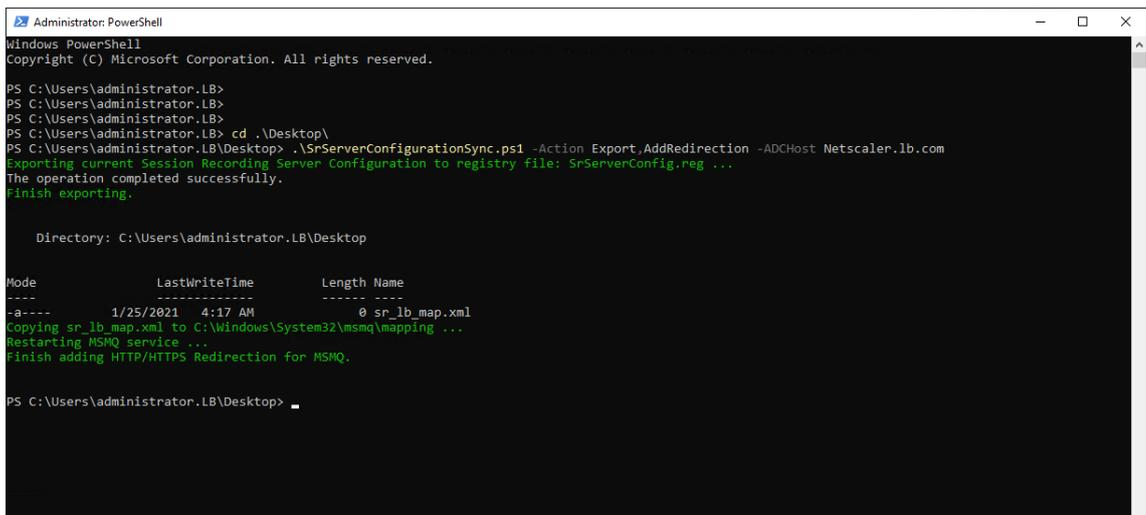 Administrator: PowerShell
Windows PowerShell
Copyright (C) Microsoft Corporation. All rights reserved.
PS C:\Users\administrator.LB>
PS C:\Users\administrator.LB>
PS C:\Users\administrator.LB>
PS C:\Users\administrator.LB> cd .\Desktop\
PS C:\Users\administrator.LB\Desktop> .\SrServerConfigurationSync.ps1 -Action Export,AddRedirection -ADCHost Netscaler.lb.com
Exporting current Session Recording Server Configuration to registry file: SrServerConfig.reg ...
The operation completed successfully.
Finish exporting.
Directory: C:\Users\administrator.LB\Desktop
Mode LastWriteTime Length Name
---- ------------- ------ ----
-a---- 1/25/2021 4:17 AM 0 sr_lb_map.xml
Copying sr_lb_map.xml to C:\Windows\System32\msmq\mapping ...
Restarting MSMQ service ...
Finish adding HTTP/HTTPS Redirection for MSMQ.
PS C:\Users\administrator.LB\Desktop>